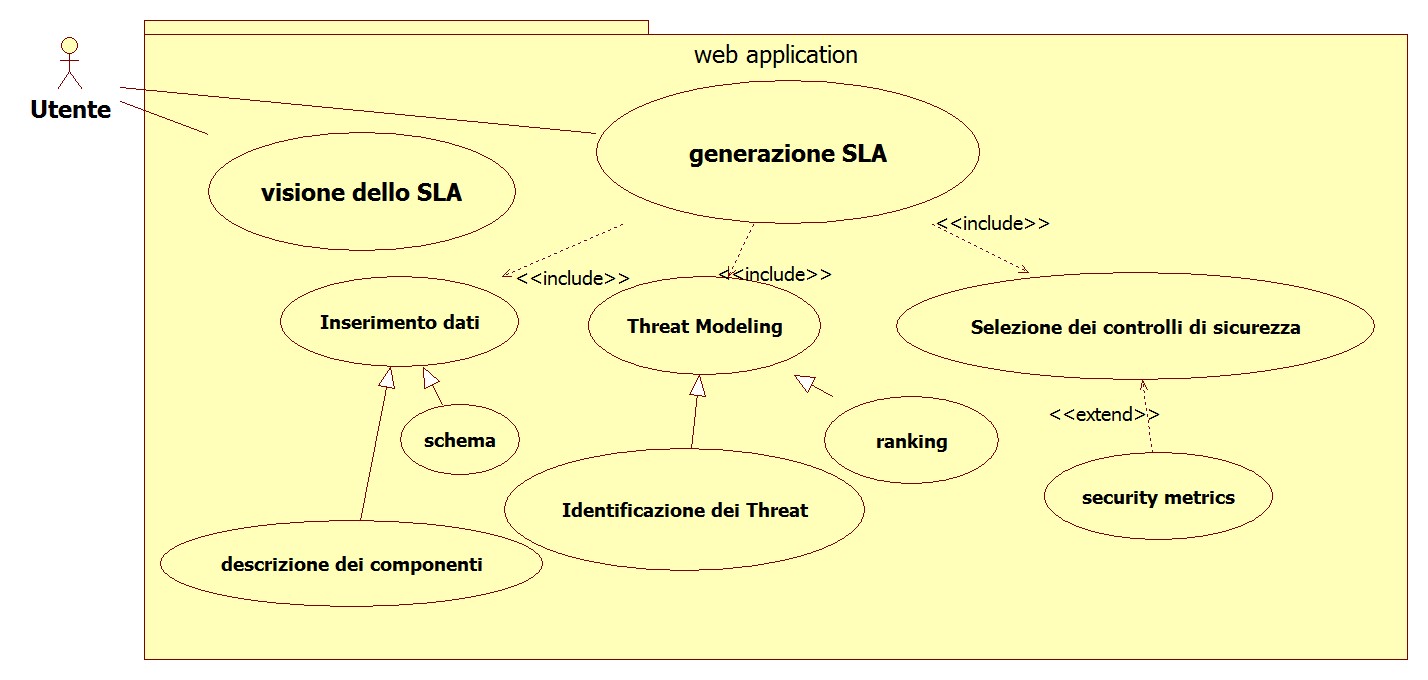 web application
Utente
generazione SLA
visione dello SLA
<<include>>
<<include>>
<<include>>
Inserimento dati
Threat Modeling
Selezione dei controlli di sicurezza
<<extend>>
schema
ranking
security metrics
Identificazione dei Threat
descrizione dei componenti